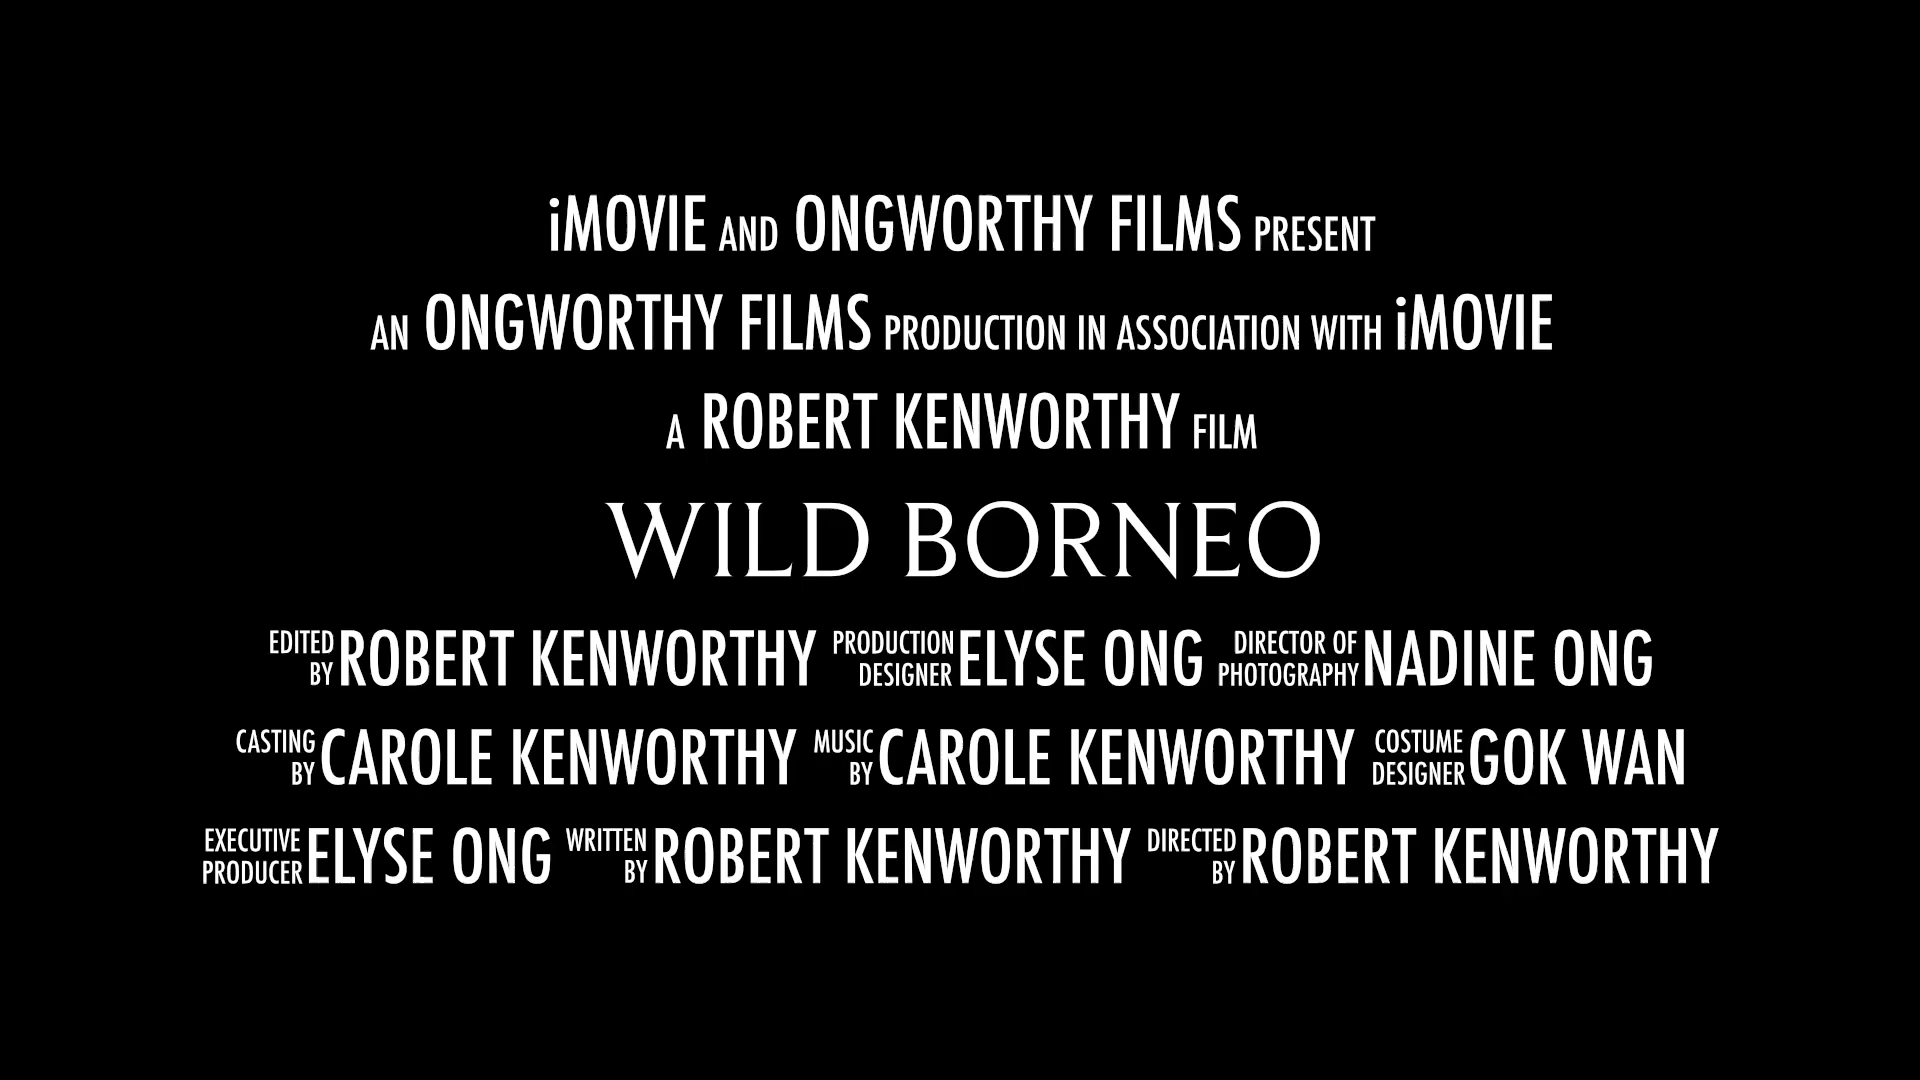 iMOVIE AND ONGWORTHY FILMS PRESENT
AN ONGWORTHY FILMS PRODUCTION IN ASSOCIATION WITH iMOVIE
A ROBERT KENWORTHY FILM
WILD BORNEO
EDITED BY ROBERT KENWORTHY PRODUCTION DESIGNER ELYSE ONG DIRECTOR OF PHOTOGRAPHY NADINE ONG
CASTING BY CAROLE KENWORTHY MUSIC BY CAROLE KENWORTHY COSTUME DESIGNER GOK WAN
EXECUTIVE PRODUCER ELYSE ONG WRITTEN BY ROBERT KENWORTHY DIRECTED BY ROBERT KENWORTHY